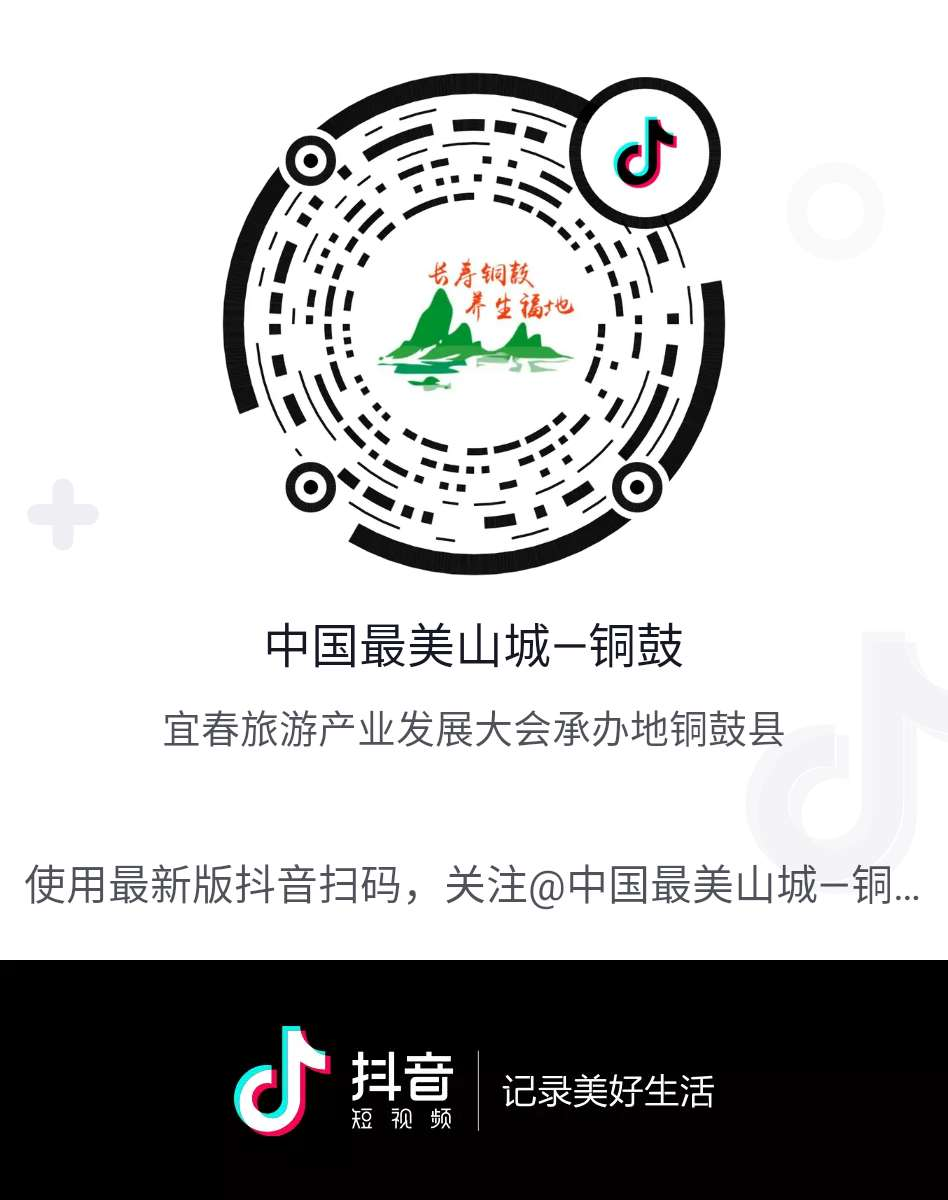 长寿铜鼓
养生福地
中国最美山城—铜鼓
宜春旅游产业发展大会承办地铜鼓县
使用最新版抖音扫码，关注@中国最美山城—铜...
抖音
短视频
记录美好生活